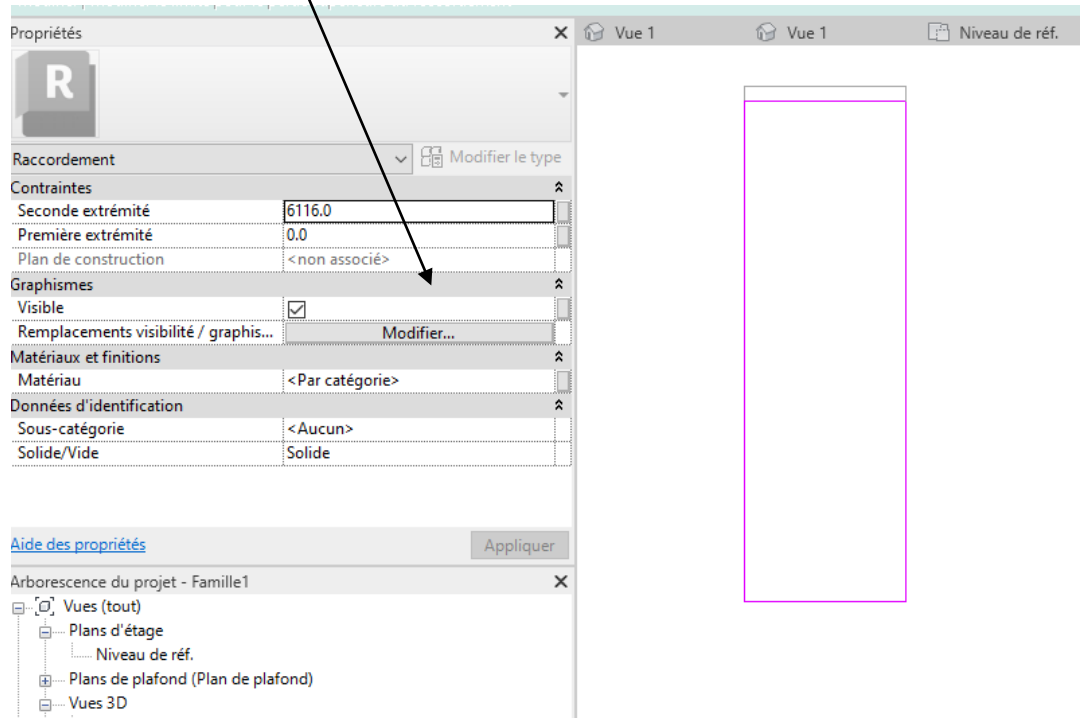 Propriétés
Vue 1
Vue 1
Niveau de réf.
R
Raccordement
Modifier le type
Contraintes
Seconde extrémité 6116.0
Première extrémité 0.0
Plan de construction <non associé>
Graphismes
Visible
Remplacements visibilité / graphis... Modifier...
Matériaux et finitions
Matériau <Par catégorie>
Données d'identification
Sous-catégorie <Aucun>
Solide/Vide Solide
Aide des propriétés
Appliquer
Arborescence du projet - Famille1
Vues (tout)
Plans d'étage
Niveau de réf.
Plans de plafond (Plan de plafond)
Vues 3D